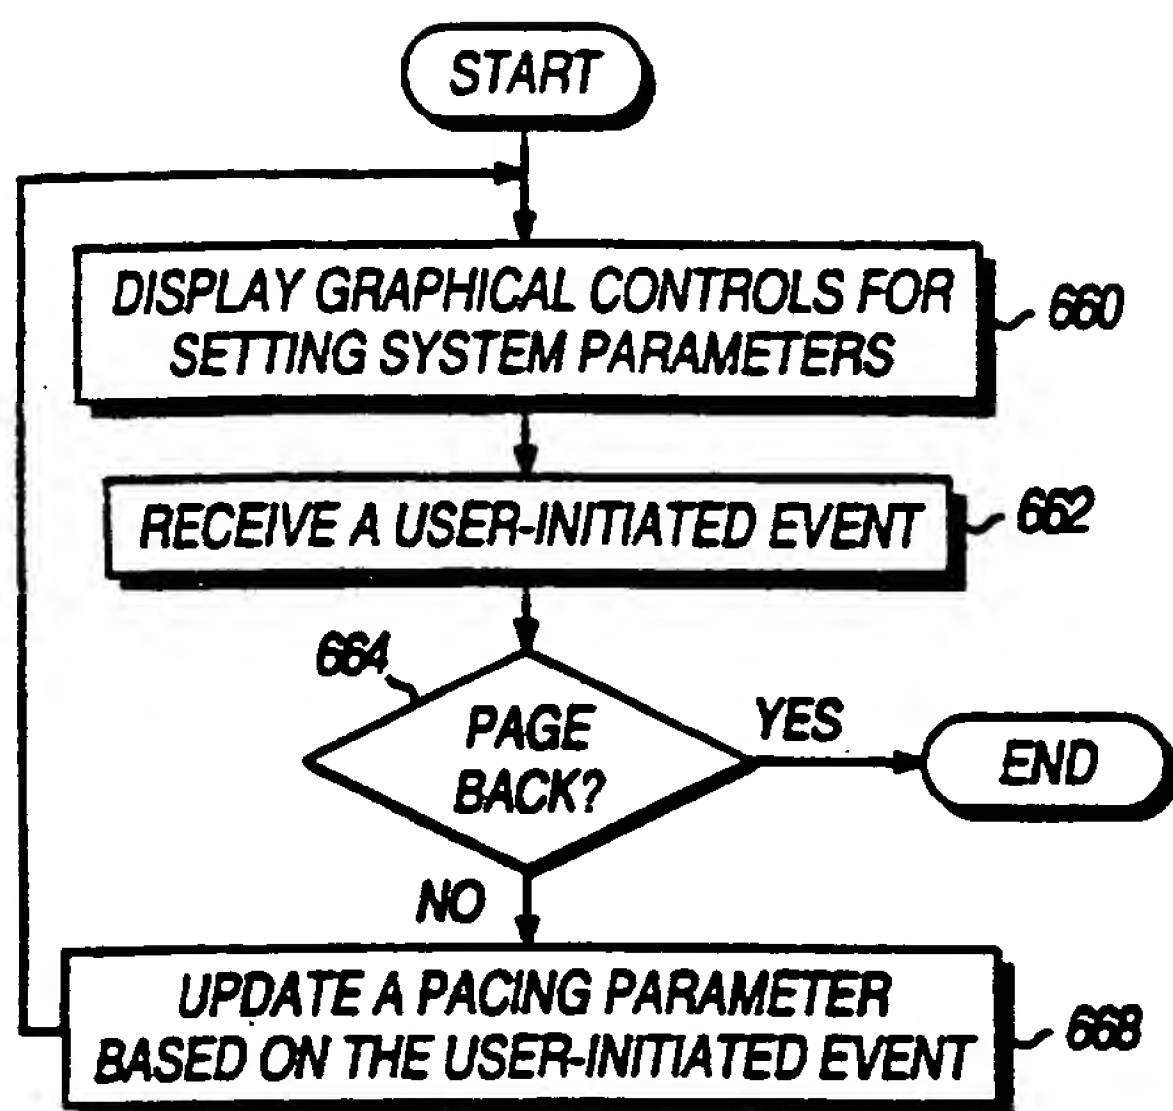 START
DISPLAY GRAPHICAL CONTROLS FOR
SETTING SYSTEM PARAMETERS
660
RECEIVE A USER-INITIATED EVENT
662
664
PAGE
BACK?
YES
END
NO
UPDATE A PACING PARAMETER
BASED ON THE USER-INITIATED EVENT
668